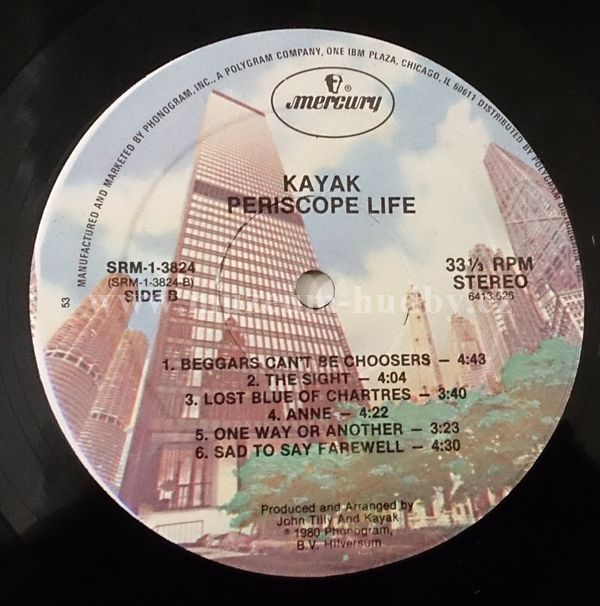 MANUFACTURED AND MARKETED BY PHONOGRAM, INC., A POLYGRAM COMPANY, ONE IBM PLAZA, CHICAGO, IL 60611 DISTRIBUTED BY POLYGRAM DISTRIBUTION
mercury
®
KAYAK
PERISCOPE LIFE
SRM-1-3824
(SRM-1-3824-B)
SIDE B
33⅓ RPM
STEREO
6413.526
53
1. BEGGARS CAN'T BE CHOOSERS – 4:43
2. THE SIGHT – 4:04
3. LOST BLUE OF CHARTRES – 3:40
4. ANNE – 4:22
5. ONE WAY OR ANOTHER – 3:23
6. SAD TO SAY FAREWELL – 4:30
Produced and Arranged by
John Tilly And Kayak
℗ 1980 Phonogram,
B.V. Hilversum